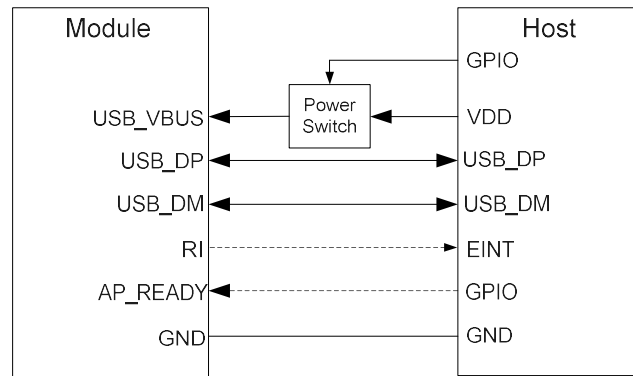 Module
Host
GPIO
Power
Switch
USB_VBUS
VDD
USB_DP
USB_DP
USB_DM
USB_DM
RI
EINT
AP_READY
GPIO
GND
GND